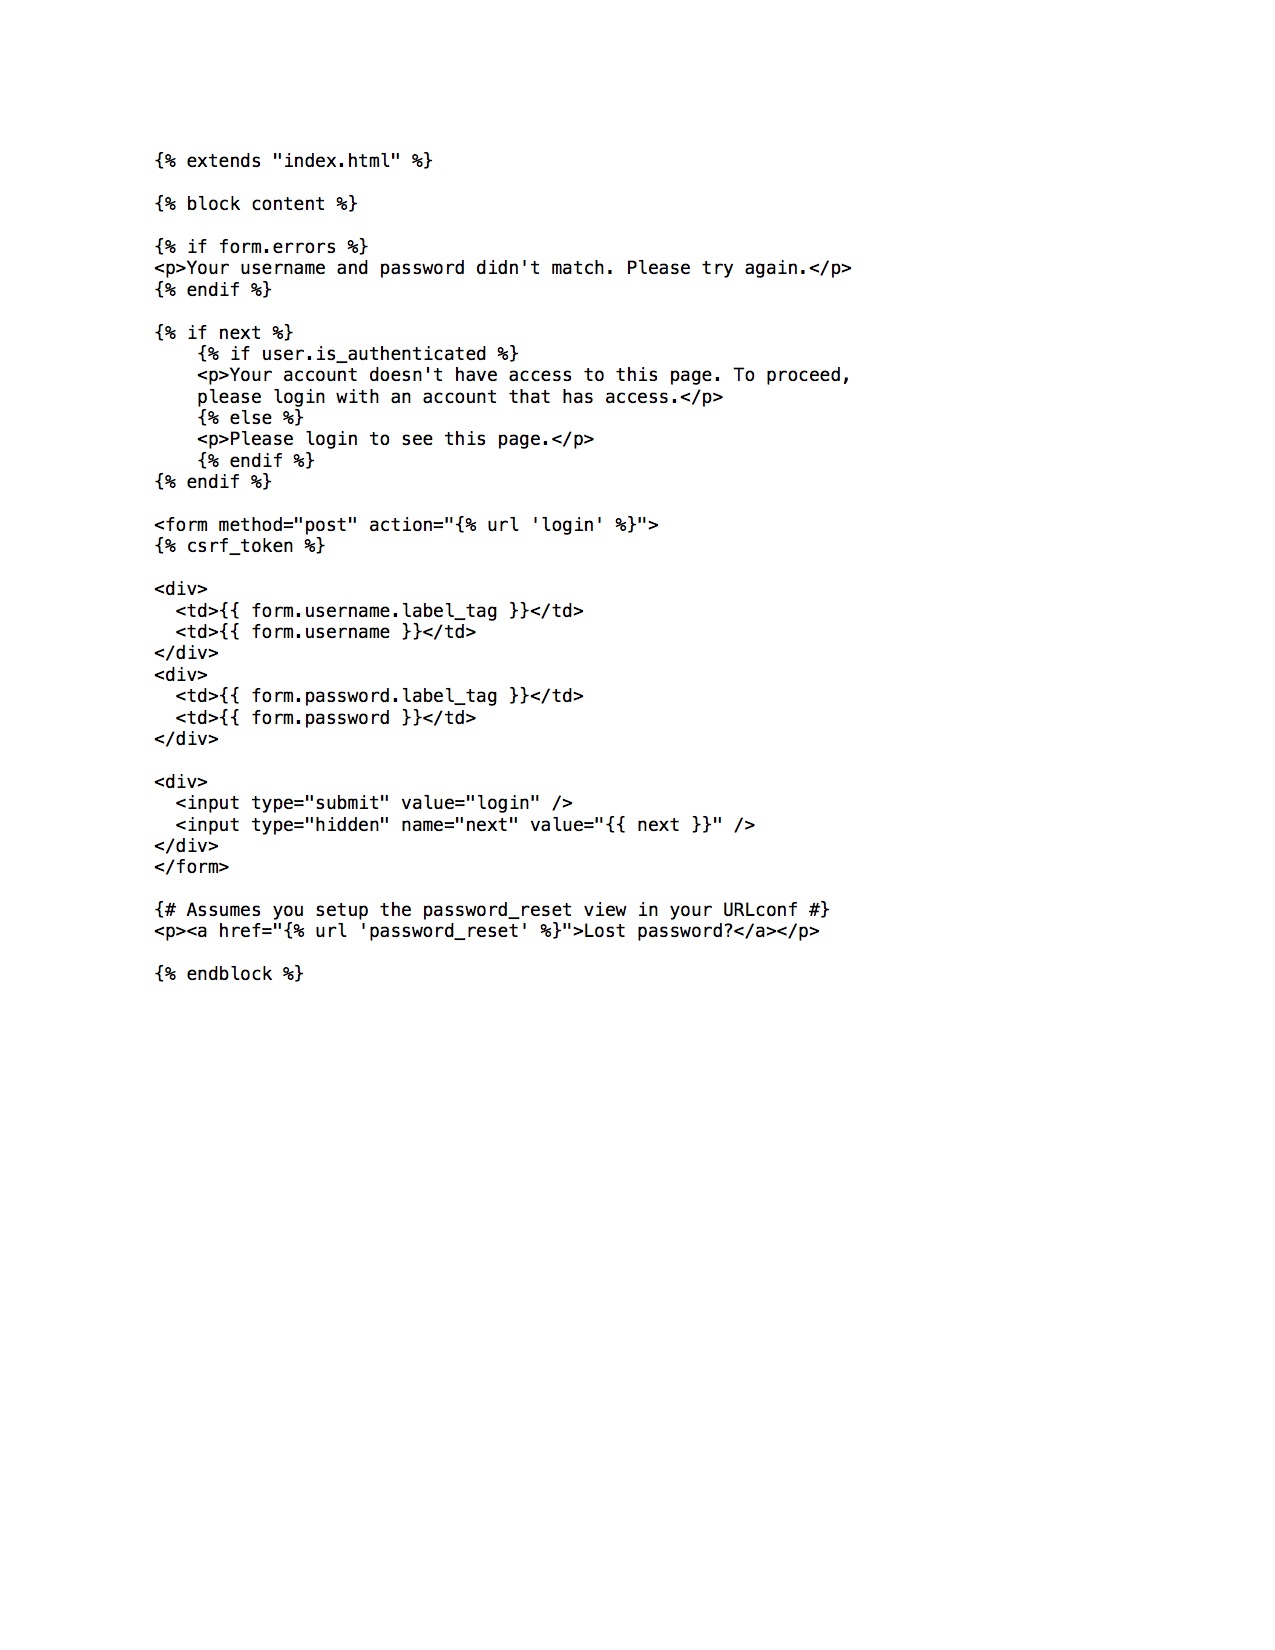 {% extends "index.html" %}

{% block content %}

{% if form.errors %}
<p>Your username and password didn't match. Please try again.</p>
{% endif %}

{% if next %}
    {% if user.is_authenticated %}
    <p>Your account doesn't have access to this page. To proceed,
    please login with an account that has access.</p>
    {% else %}
    <p>Please login to see this page.</p>
    {% endif %}
{% endif %}

<form method="post" action="{% url 'login' %}">
{% csrf_token %}

<div>
  <td>{{ form.username.label_tag }}</td>
  <td>{{ form.username }}</td>
</div>
<div>
  <td>{{ form.password.label_tag }}</td>
  <td>{{ form.password }}</td>
</div>

<div>
  <input type="submit" value="login" />
  <input type="hidden" name="next" value="{{ next }}" />
</div>
</form>

{# Assumes you setup the password_reset view in your URLconf #}
<p><a href="{% url 'password_reset' %}">Lost password?</a></p>

{% endblock %}